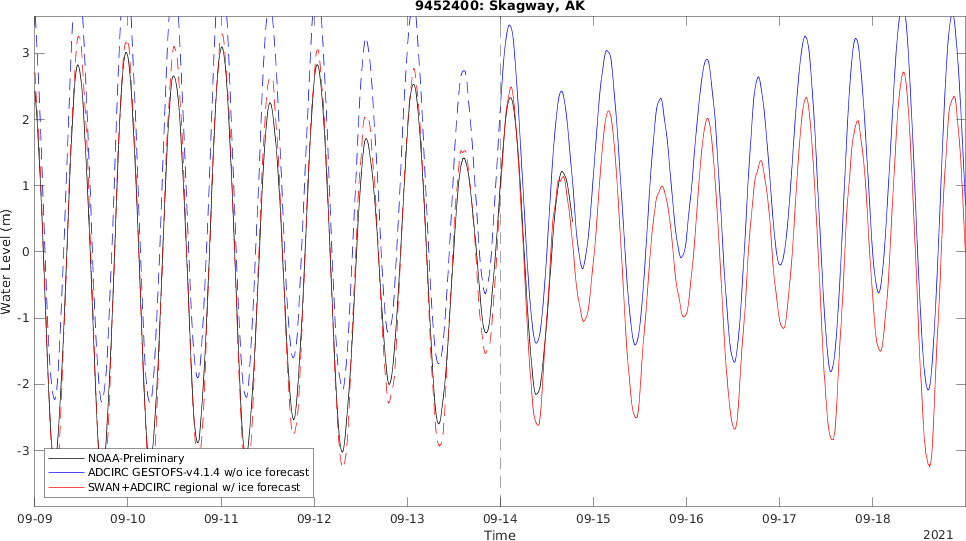 9452400: Skagway, AK
Water Level (m)
3
2
1
0
-1
-2
-3
NOAA-Preliminary
ADCIRC GESTOFS-v4.1.4 w/o ice forecast
SWAN+ADCIRC regional w/ ice forecast
09-09 09-10 09-11 09-12 09-13 09-14 09-15 09-16 09-17 09-18
Time
2021